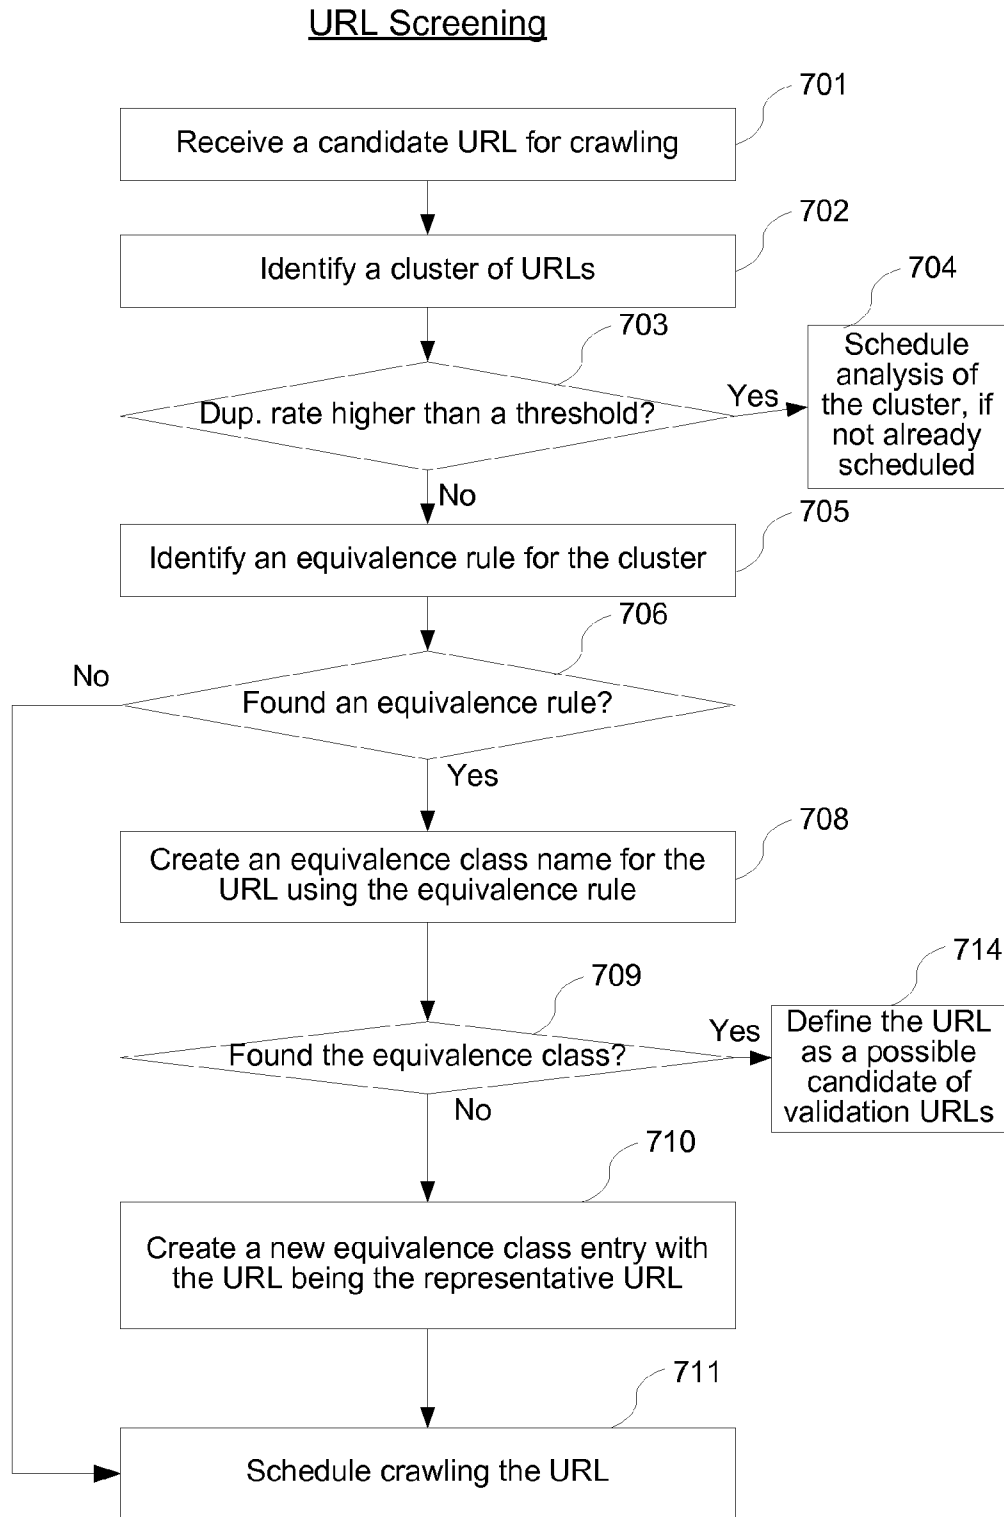 URL Screening
701
Receive a candidate URL for crawling
702
Identify a cluster of URLs
703
704
Dup. rate higher than a threshold?
Yes
Schedule
analysis of
the cluster, if
not already
scheduled
No
705
Identify an equivalence rule for the cluster
706
No
Found an equivalence rule?
Yes
708
Create an equivalence class name for the
URL using the equivalence rule
709
714
Found the equivalence class?
Yes
Define the URL
as a possible
candidate of
validation URLs
No
710
Create a new equivalence class entry with
the URL being the representative URL
711
Schedule crawling the URL